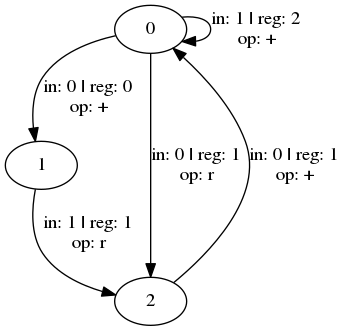 0
in: 1 | reg: 2
op: +
in: 0 | reg: 0
op: +
1
in: 0 | reg: 1
op: r
in: 0 | reg: 1
op: +
in: 1 | reg: 1
op: r
2